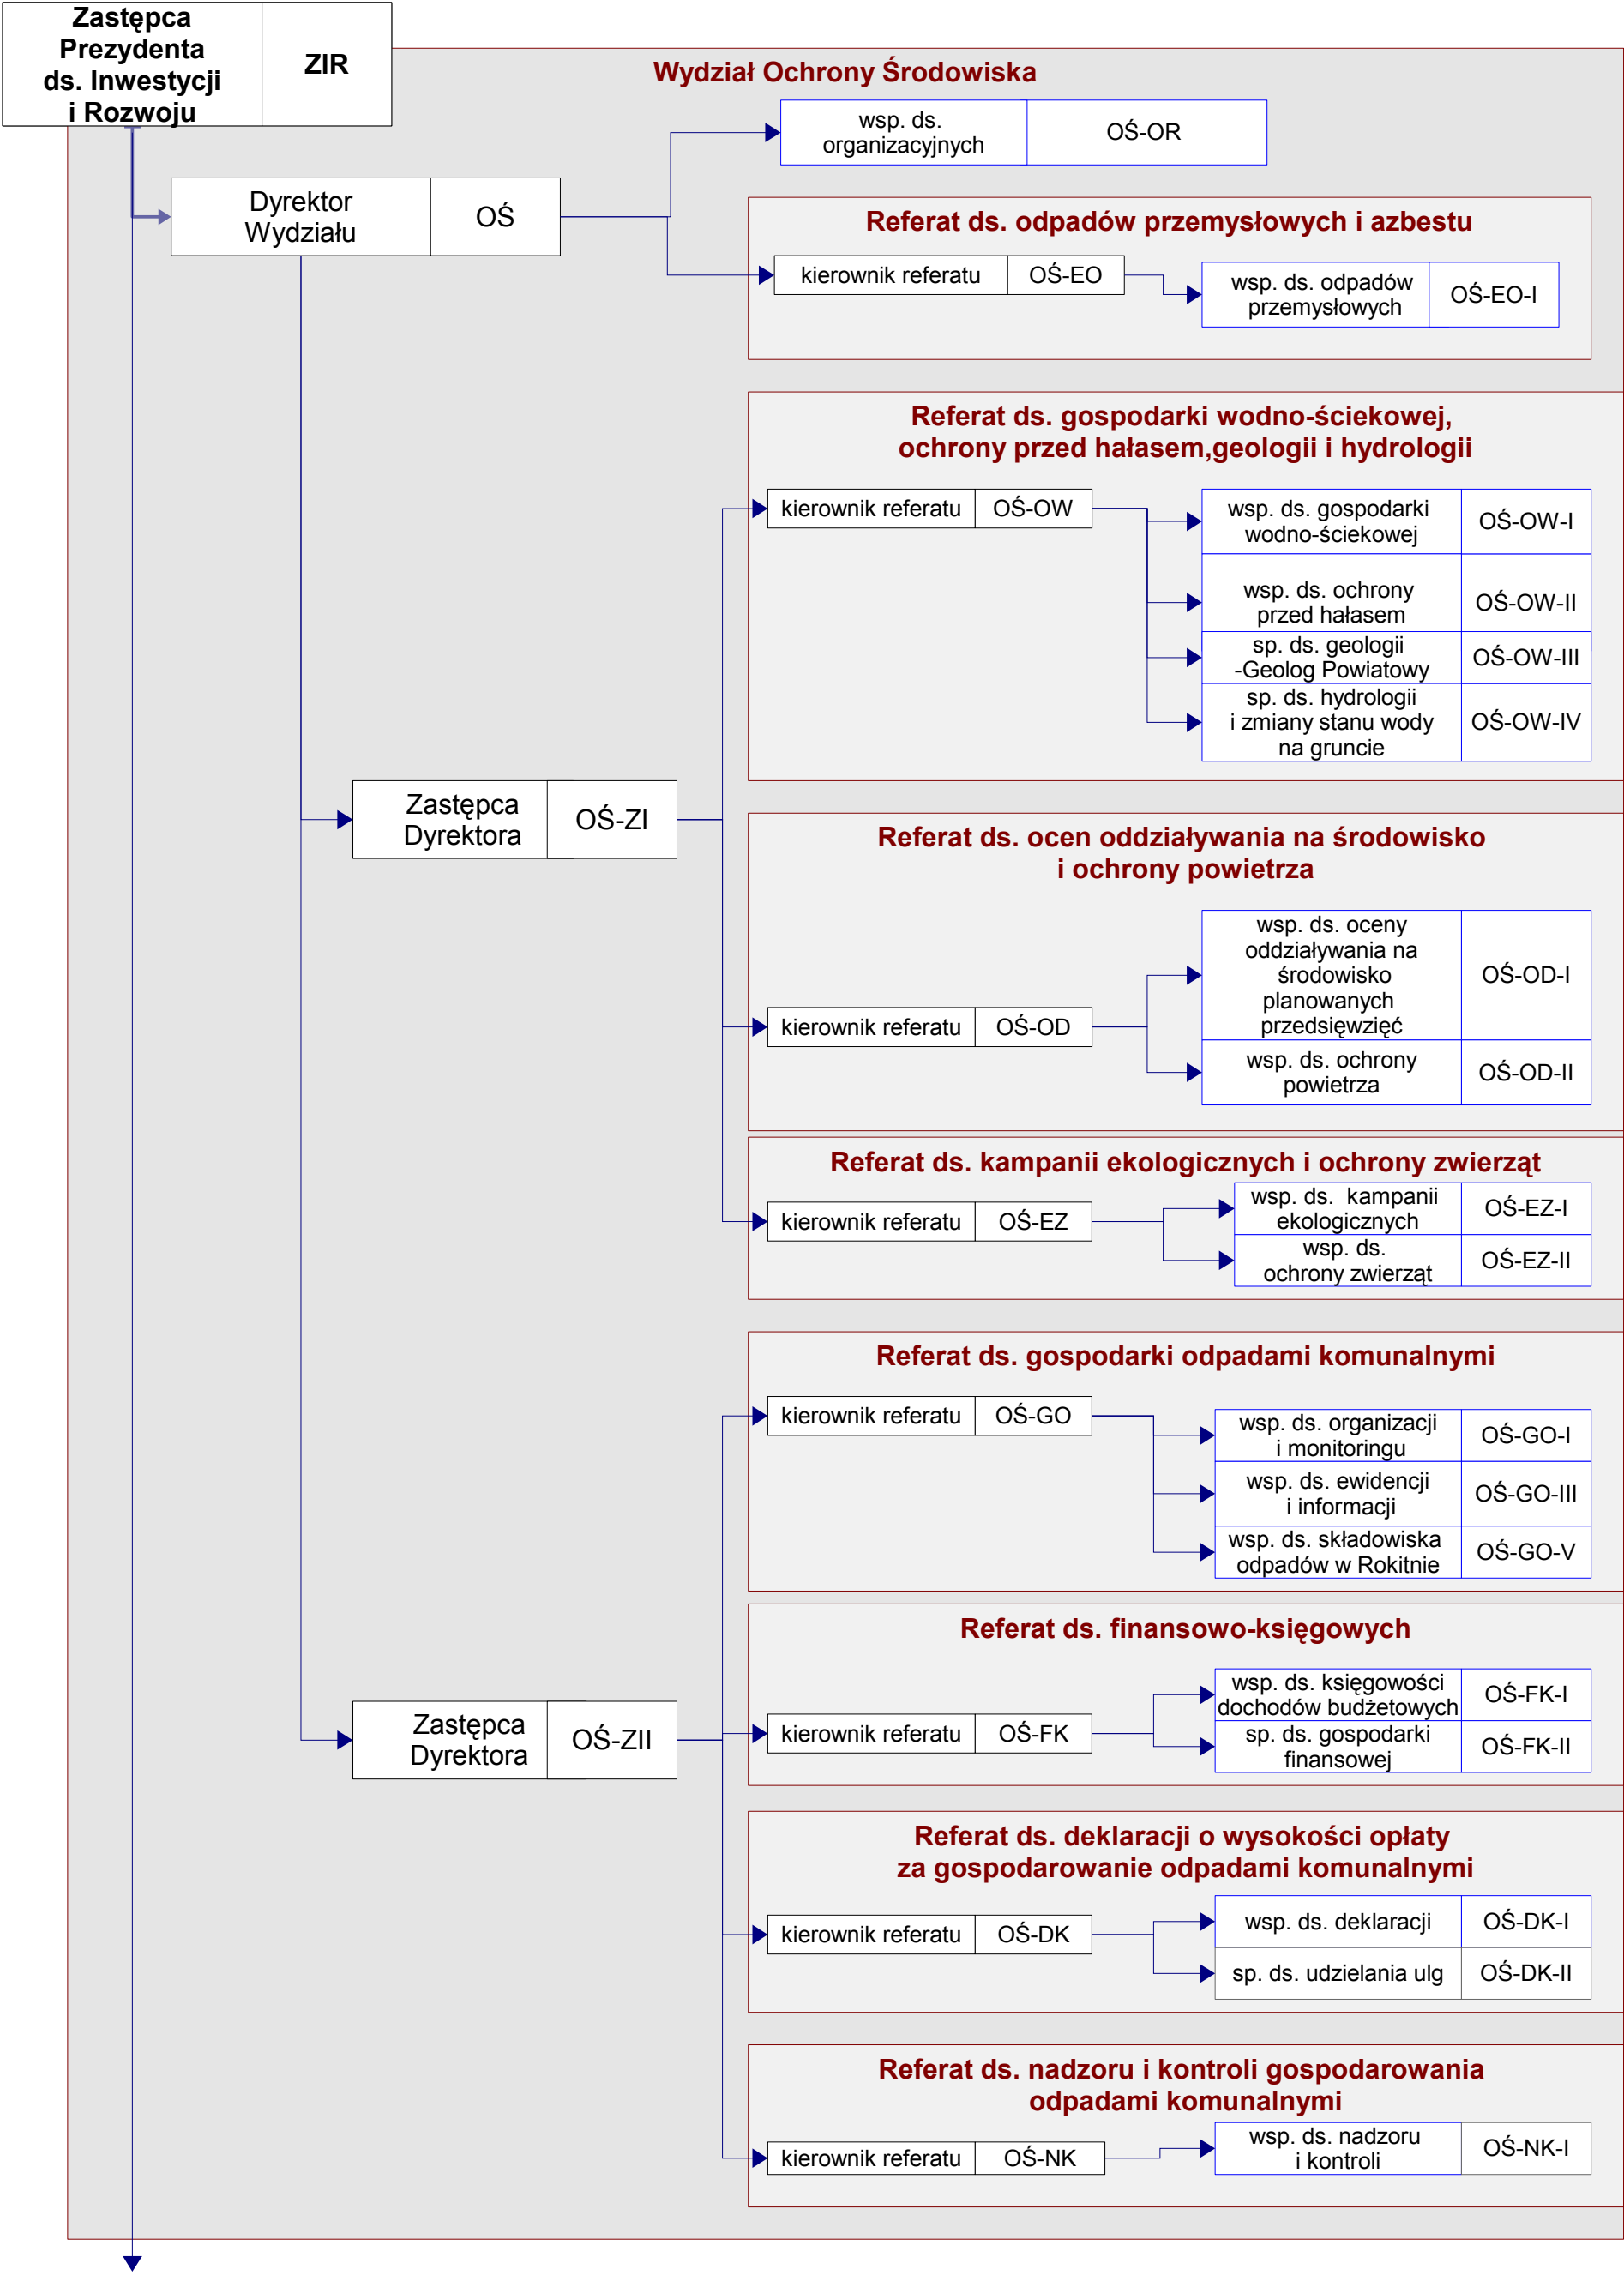 Zastępca
Prezydenta
ds. Inwestycji
i Rozwoju
ZIR
Wydział Ochrony Środowiska
wsp. ds.
organizacyjnych
OŚ-OR
Dyrektor
Wydziału
OŚ
Referat ds. odpadów przemysłowych i azbestu
kierownik referatu
OŚ-EO
wsp. ds. odpadów
przemysłowych
OŚ-EO-I
Referat ds. gospodarki wodno-ściekowej,
ochrony przed hałasem,geologii i hydrologii
kierownik referatu
OŚ-OW
wsp. ds. gospodarki
wodno-ściekowej
OŚ-OW-I
wsp. ds. ochrony
przed hałasem
OŚ-OW-II
sp. ds. geologii
-Geolog Powiatowy
OŚ-OW-III
sp. ds. hydrologii
i zmiany stanu wody
na gruncie
OŚ-OW-IV
Zastępca
Dyrektora
OŚ-ZI
Referat ds. ocen oddziaływania na środowisko
i ochrony powietrza
kierownik referatu
OŚ-OD
wsp. ds. oceny
oddziaływania na
środowisko
planowanych
przedsięwzięć
OŚ-OD-I
wsp. ds. ochrony
powietrza
OŚ-OD-II
Referat ds. kampanii ekologicznych i ochrony zwierząt
kierownik referatu
OŚ-EZ
wsp. ds. kampanii
ekologicznych
OŚ-EZ-I
wsp. ds.
ochrony zwierząt
OŚ-EZ-II
Referat ds. gospodarki odpadami komunalnymi
kierownik referatu
OŚ-GO
wsp. ds. organizacji
i monitoringu
OŚ-GO-I
wsp. ds. ewidencji
i informacji
OŚ-GO-III
wsp. ds. składowiska
odpadów w Rokitnie
OŚ-GO-V
Referat ds. finansowo-księgowych
Zastępca
Dyrektora
OŚ-ZII
kierownik referatu
OŚ-FK
wsp. ds. księgowości
dochodów budżetowych
OŚ-FK-I
sp. ds. gospodarki
finansowej
OŚ-FK-II
Referat ds. deklaracji o wysokości opłaty
za gospodarowanie odpadami komunalnymi
kierownik referatu
OŚ-DK
wsp. ds. deklaracji
OŚ-DK-I
sp. ds. udzielania ulg
OŚ-DK-II
Referat ds. nadzoru i kontroli gospodarowania
odpadami komunalnymi
kierownik referatu
OŚ-NK
wsp. ds. nadzoru
i kontroli
OŚ-NK-I